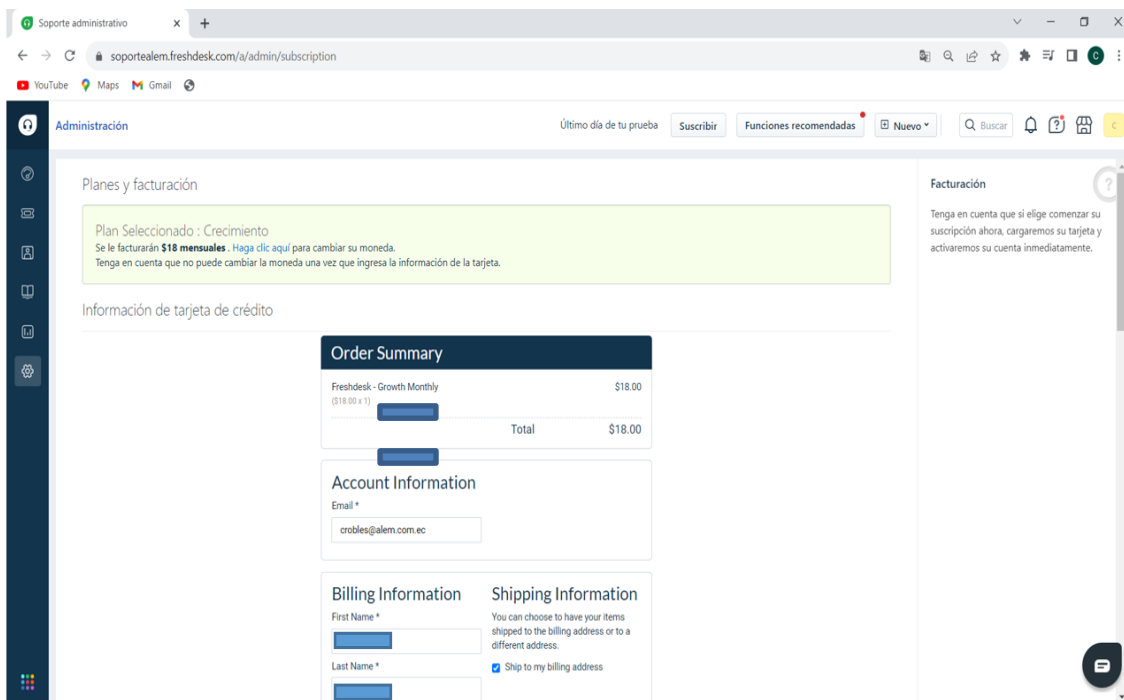 Soporte administrativo
soportealem.freshdesk.com/a/admin/subscription
YouTube Maps Gmail
Administración
Último día de tu prueba
Suscribir
Funciones recomendadas
Nuevo
Buscar
C
Planes y facturación
Plan Seleccionado : Crecimiento
Se le facturarán $18 mensuales . Haga clic aquí para cambiar su moneda.
Tenga en cuenta que no puede cambiar la moneda una vez que ingresa la información de la tarjeta.
Información de tarjeta de crédito
Order Summary
Freshdesk - Growth Monthly $18.00
($18.00 x 1)
Total $18.00
Account Information
Email *
crobles@alem.com.ec
Billing Information
First Name *
Last Name *
Shipping Information
You can choose to have your items
shipped to the billing address or to a
different address.
Ship to my billing address
Facturación
Tenga en cuenta que si elige comenzar su
suscripción ahora, cargaremos su tarjeta y
activaremos su cuenta inmediatamente.